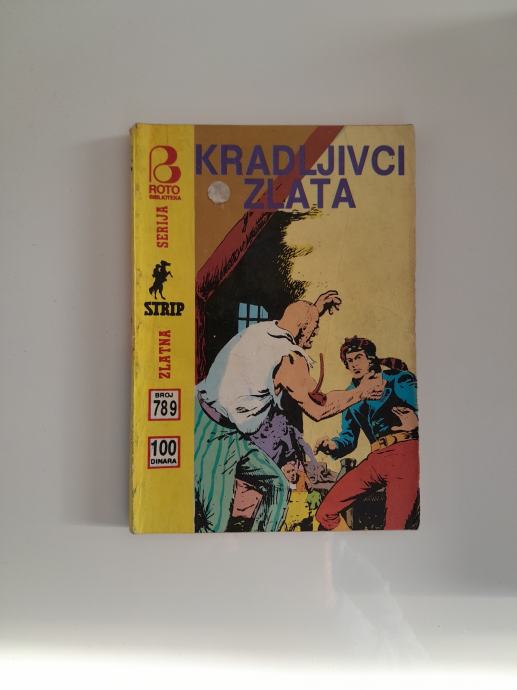 KRADLJIVCI
ZLATA
ROTO
BIBLIOTEKA
ZLATNA SERIJA
STRIP
BROJ
789
100
DINARA